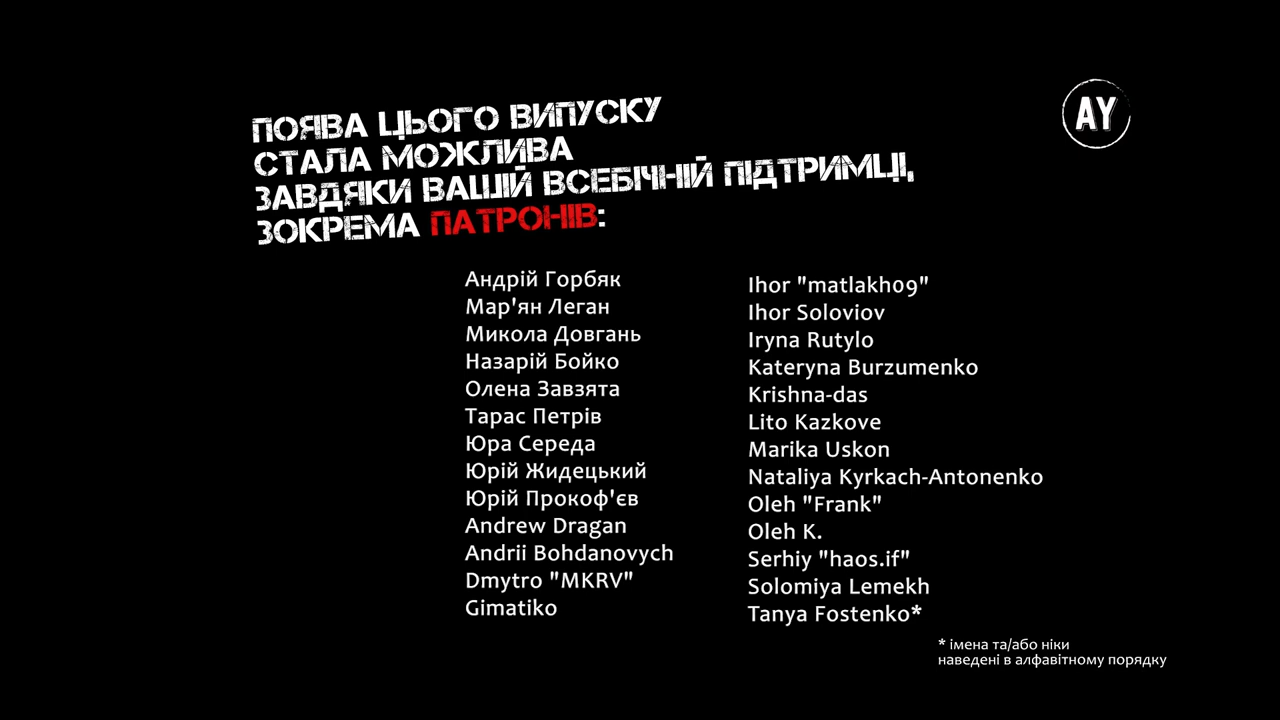 ПОЯВА ЦЬОГО ВИПУСКУ
СТАЛА МОЖЛИВА
ЗАВДЯКИ ВАШІЙ ВСЕБІЧНІЙ ПІДТРИМЦІ,
ЗОКРЕМА ПАТРОНІВ:
АУ
Андрій Горбяк
Мар'ян Леган
Микола Довгань
Назарій Бойко
Олена Завзята
Тарас Петрів
Юра Середа
Юрій Жидецький
Юрій Прокоф'єв
Andrew Dragan
Andrii Bohdanovych
Dmytro "MKRV"
Gimatiko
Ihor "matlakh09"
Ihor Soloviov
Iryna Rutylo
Kateryna Burzumenko
Krishna-das
Lito Kazkove
Marika Uskon
Nataliya Kyrkach-Antonenko
Oleh "Frank"
Oleh K.
Serhiy "haos.if"
Solomiya Lemekh
Tanya Fostenko*
* імена та/або ніки
наведені в алфавітному порядку